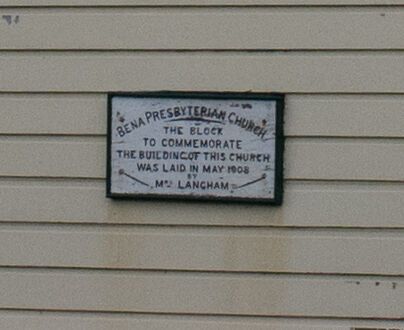 BENA PRESBYTERIAN CHURCH
THE BLOCK
TO COMMEMORATE
THE BUILDING OF THIS CHURCH
WAS LAID IN MAY 1908
BY
MRS LANGHAM